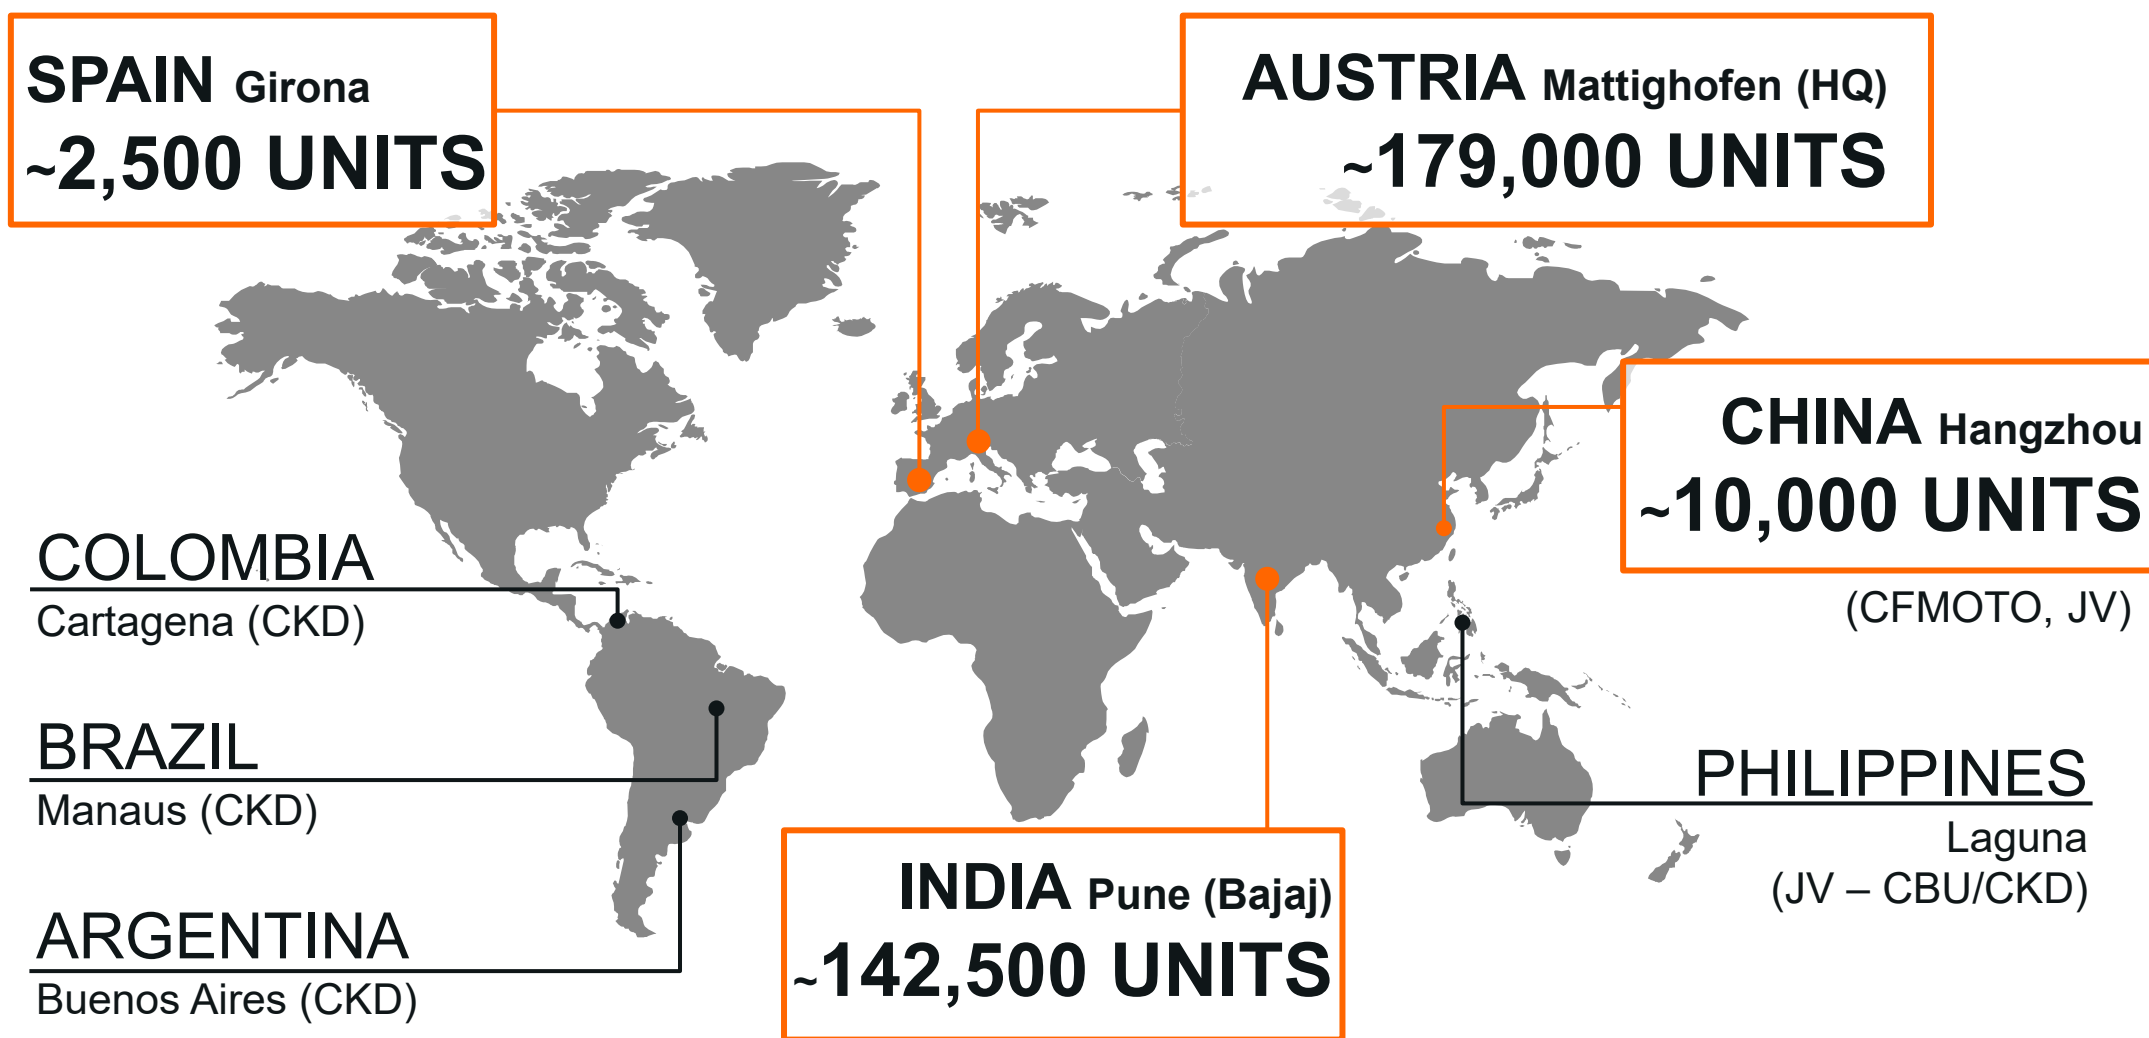 SPAIN Girona
~2,500 UNITS
AUSTRIA Mattighofen (HQ)
~179,000 UNITS
CHINA Hangzhou
~10,000 UNITS
(CFMOTO, JV)
COLOMBIA
Cartagena (CKD)
BRAZIL
Manaus (CKD)
ARGENTINA
Buenos Aires (CKD)
INDIA Pune (Bajaj)
~142,500 UNITS
PHILIPPINES
Laguna
(JV – CBU/CKD)